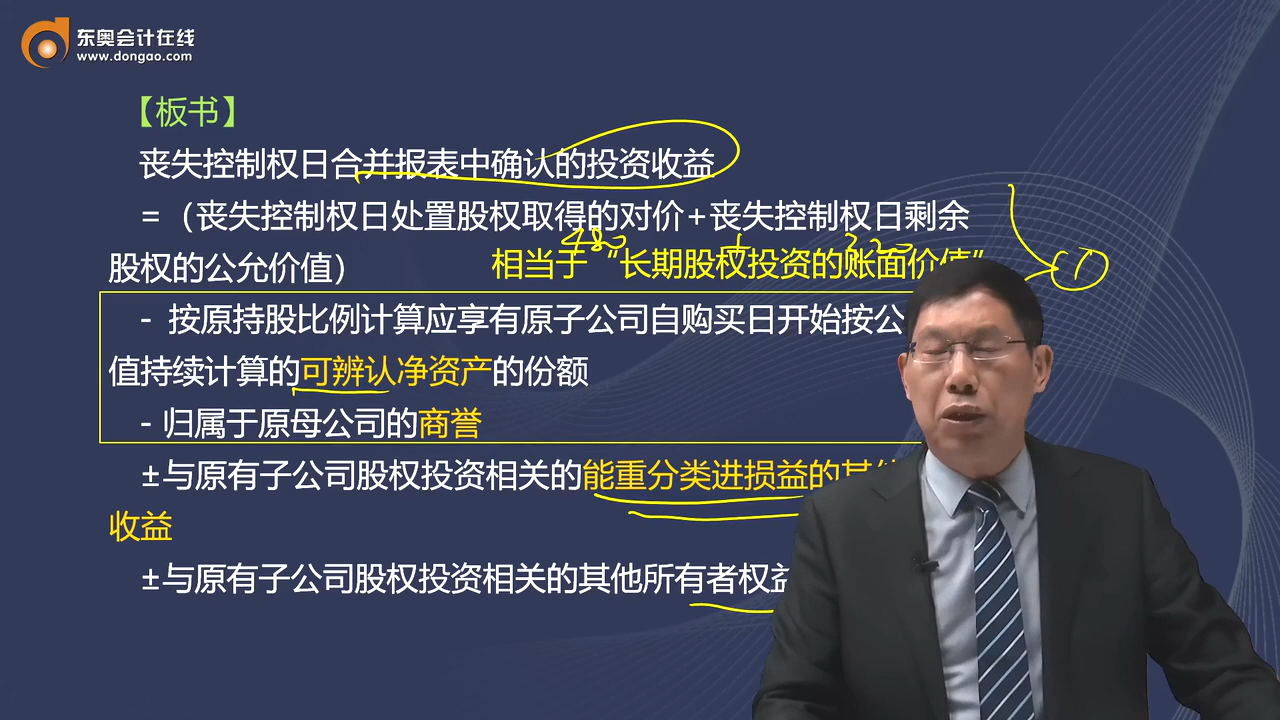 东奥会计在线
www.dongao.com
【板书】
丧失控制权日合并报表中确认的投资收益
=（丧失控制权日处置股权取得的对价+丧失控制权日剩余
股权的公允价值）
480 + 320
相当于“长期股权投资的账面价值”
①
- 按原持股比例计算应享有原子公司自购买日开始按公
值持续计算的可辨认净资产的份额
- 归属于原母公司的商誉
±与原有子公司股权投资相关的能重分类进损益的其他
收益
±与原有子公司股权投资相关的其他所有者权益